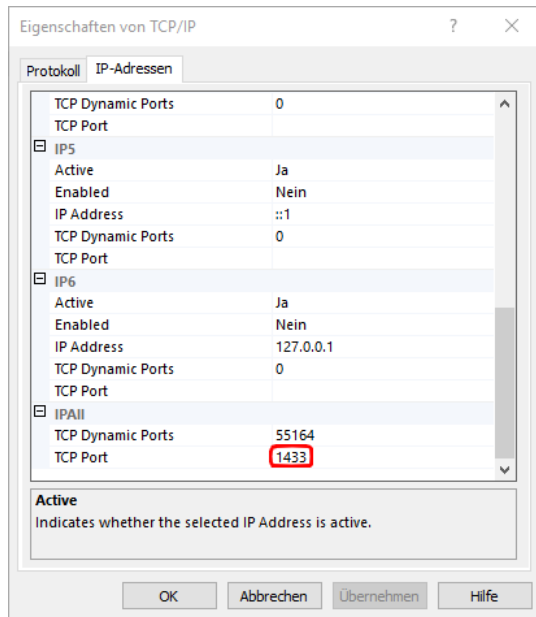 Eigenschaften von TCP/IP
Protokoll IP-Adressen
TCP Dynamic Ports 0
TCP Port
IP5
Active Ja
Enabled Nein
IP Address ::1
TCP Dynamic Ports 0
TCP Port
IP6
Active Ja
Enabled Nein
IP Address 127.0.0.1
TCP Dynamic Ports 0
TCP Port
IPAll
TCP Dynamic Ports 55164
TCP Port 1433
Active
Indicates whether the selected IP Address is active.
OK Abbrechen Übernehmen Hilfe